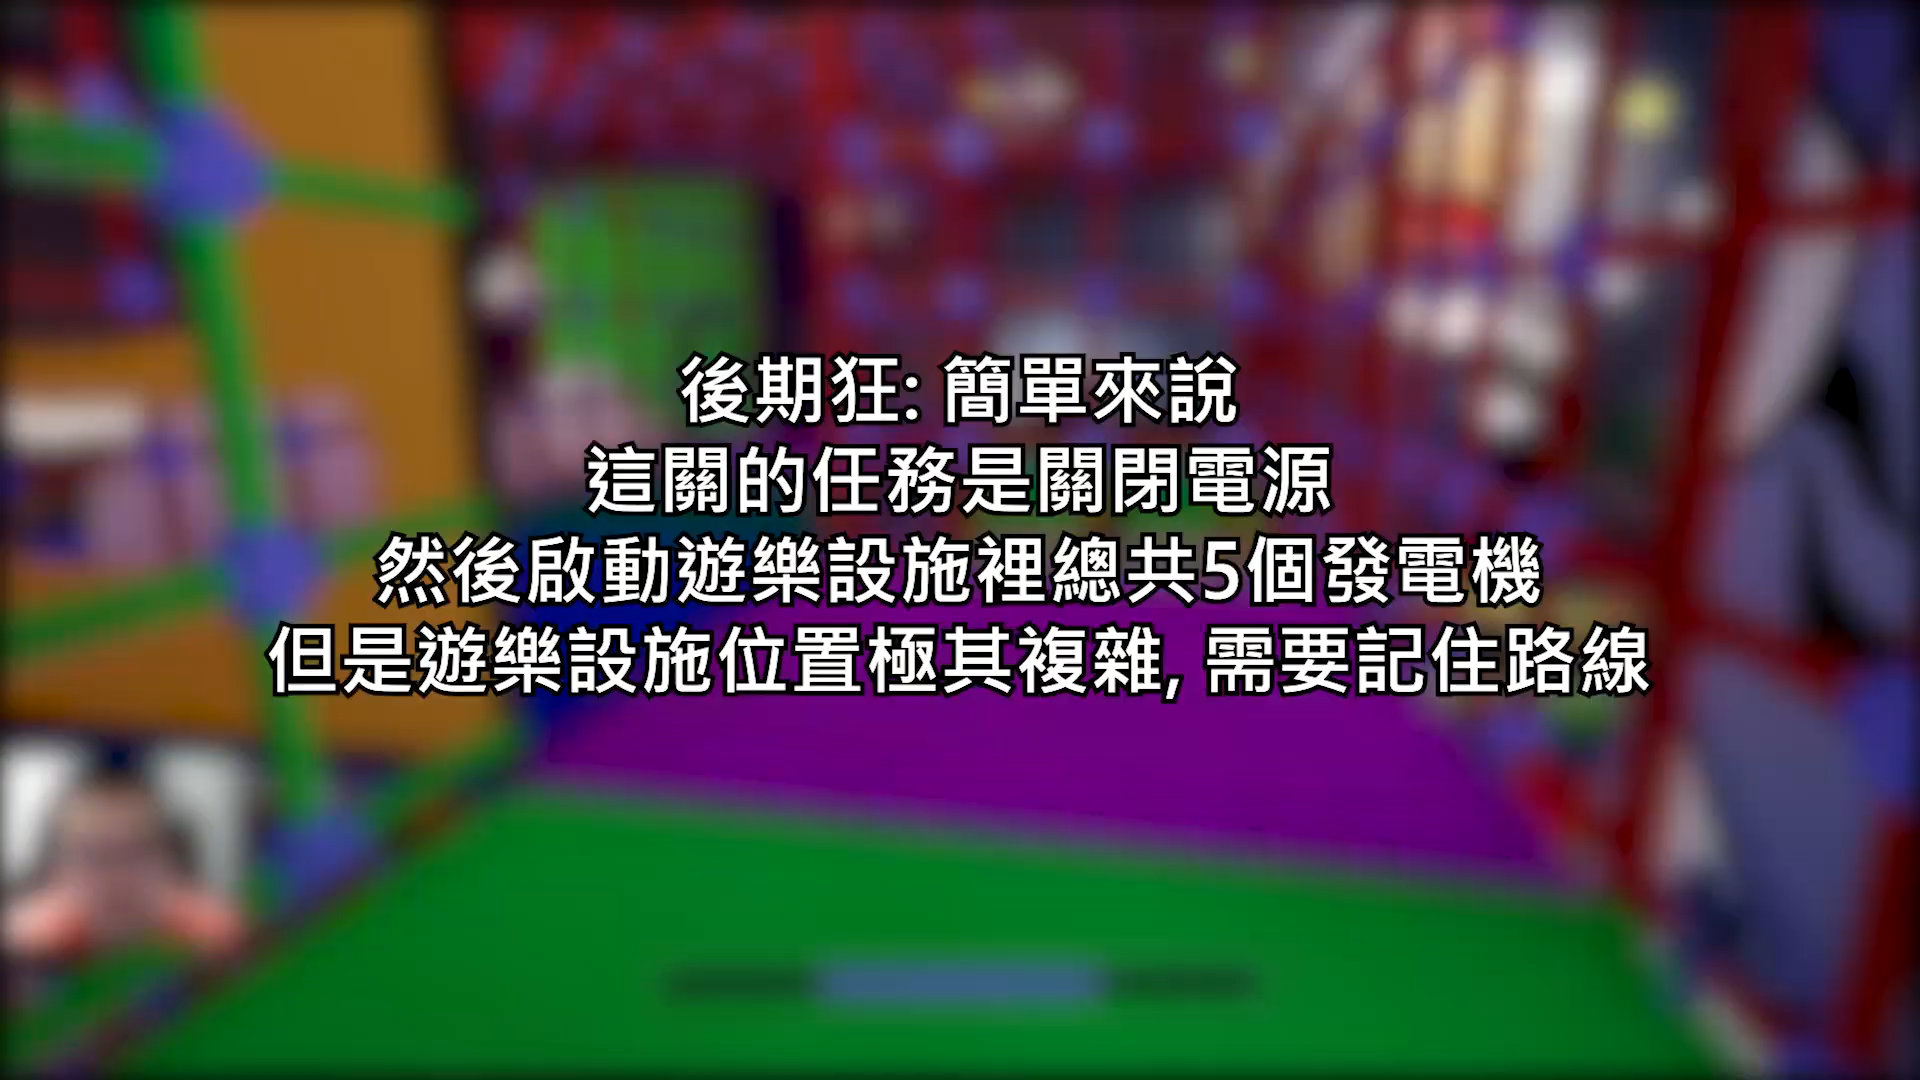 後期狂: 簡單來說
這關的任務是關閉電源
然後啟動遊樂設施裡總共5個發電機
但是遊樂設施位置極其複雜, 需要記住路線